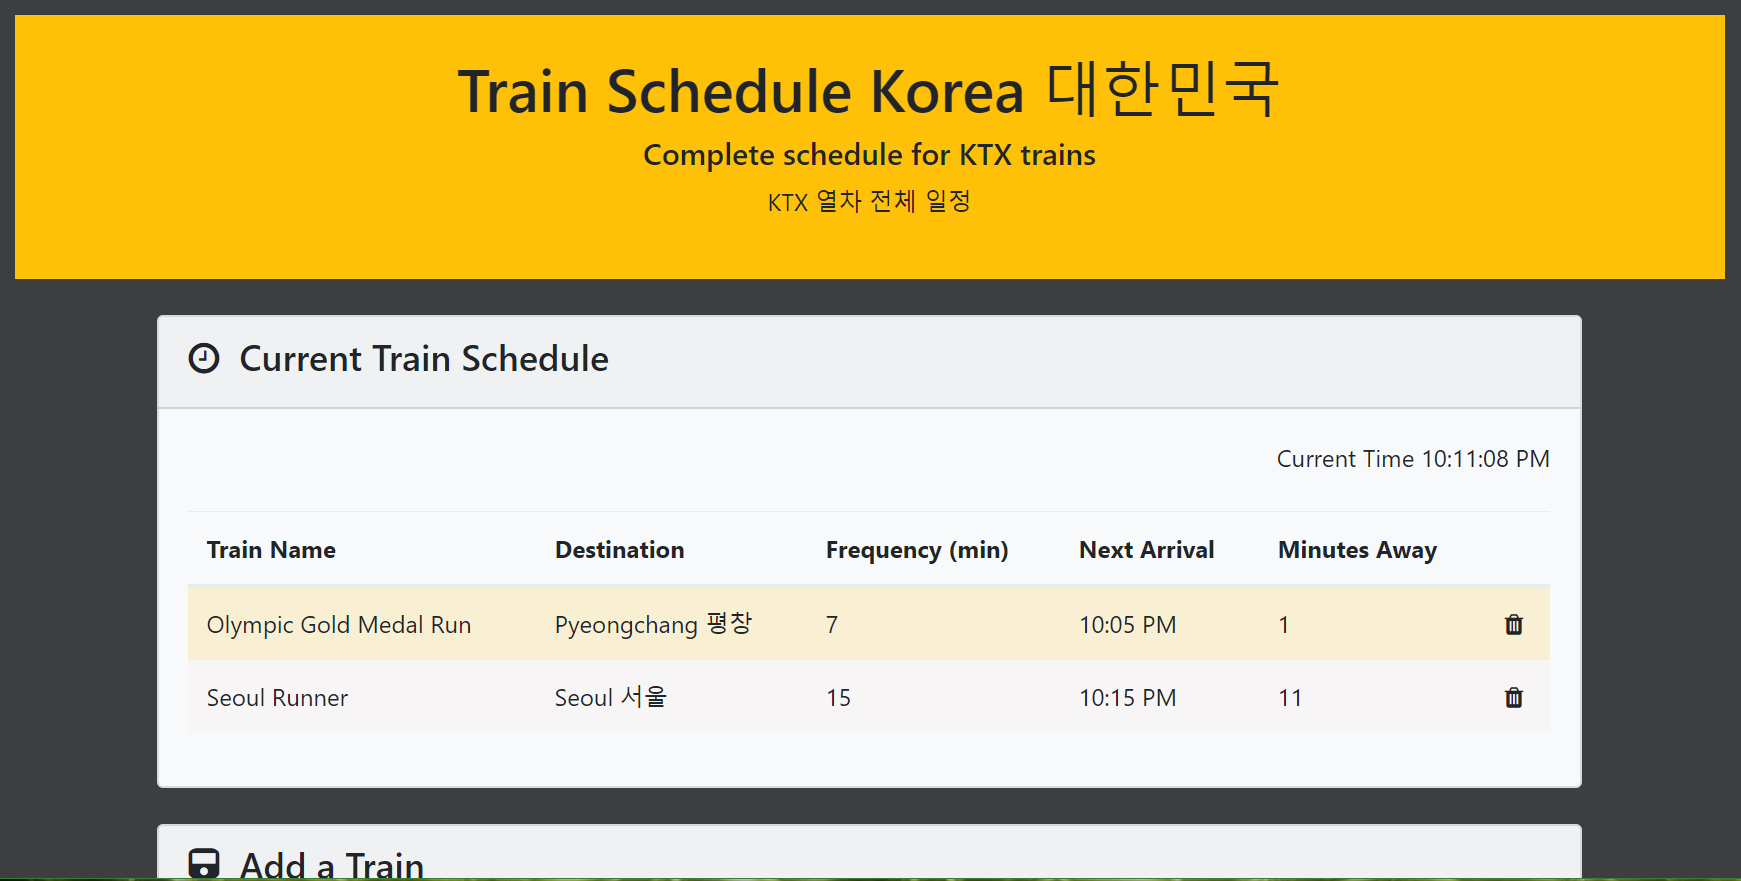 Train Schedule Korea 대한민국
Complete schedule for KTX trains
KTX 열차 전체 일정
Current Train Schedule
Current Time 10:11:08 PM
Train Name Destination Frequency (min) Next Arrival Minutes Away
Olympic Gold Medal Run Pyeongchang 평창 7 10:05 PM 1
Seoul Runner Seoul 서울 15 10:15 PM 11
Add a Train